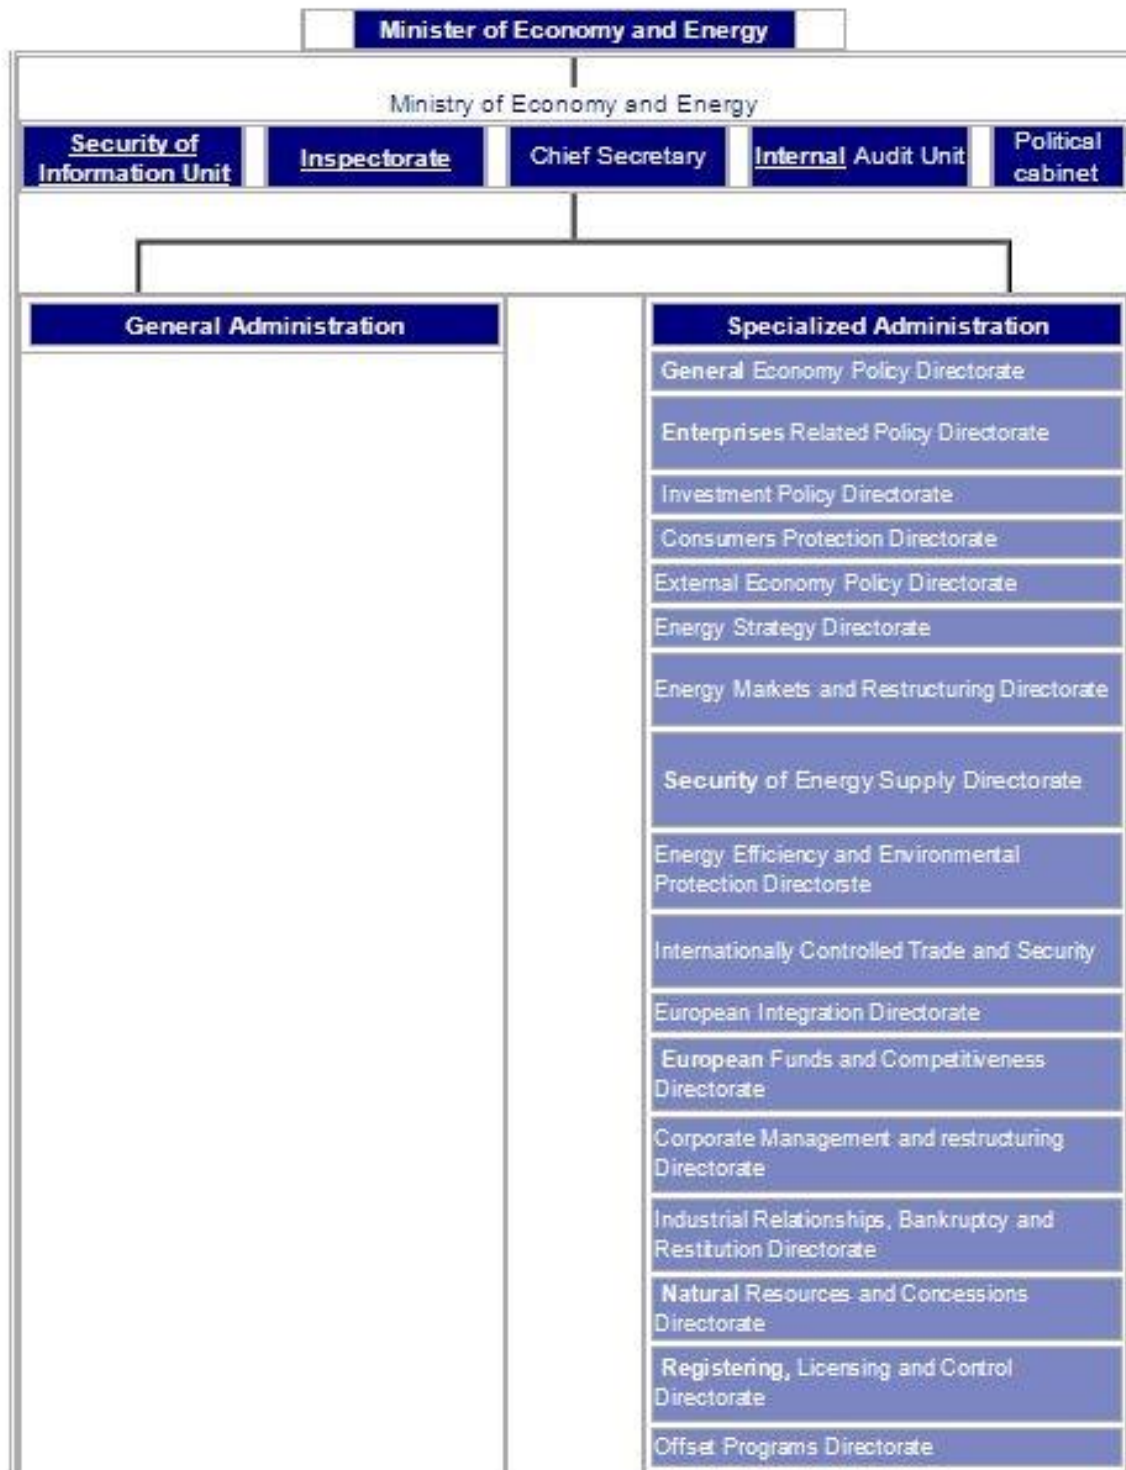 Minister of Economy and Energy
Ministry of Economy and Energy
Security of
Information Unit
Inspectorate
Chief Secretary
Internal Audit Unit
Political
cabinet
General Administration
Specialized Administration
General Economy Policy Directorate
Enterprises Related Policy Directorate
Investment Policy Directorate
Consumers Protection Directorate
External Economy Policy Directorate
Energy Strategy Directorate
Energy Markets and Restructuring Directorate
Security of Energy Supply Directorate
Energy Efficiency and Environmental
Protection Directorste
Internationally Controlled Trade and Security
European Integration Directorate
European Funds and Competitiveness
Directorate
Corporate Management and restructuring
Directorate
Industrial Relationships, Bankruptcy and
Restitution Directorate
Natural Resources and Concessions
Directorate
Registering, Licensing and Control
Directorate
Offset Programs Directorate